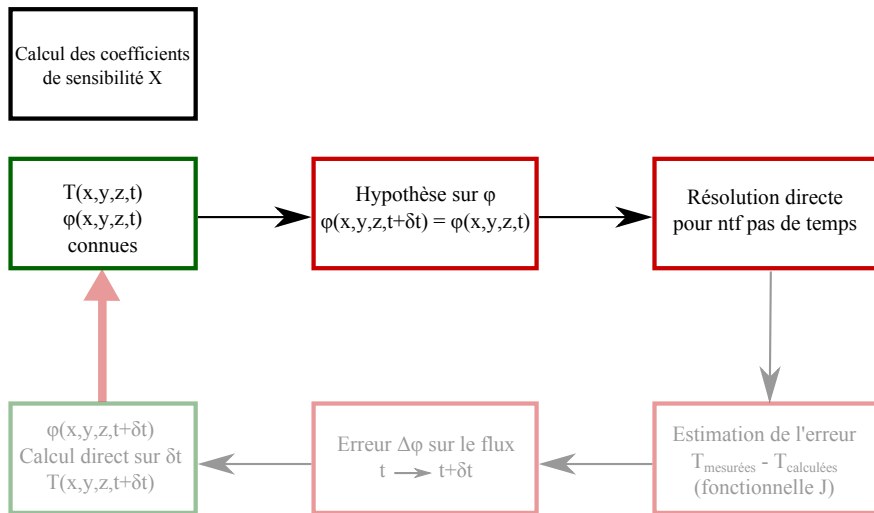 Calcul des coefficients
de sensibilité X
T(x,y,z,t)
φ(x,y,z,t)
connues
Hypothèse sur φ
φ(x,y,z,t+δt) = φ(x,y,z,t)
Résolution directe
pour ntf pas de temps
φ(x,y,z,t+δt)
Calcul direct sur δt
T(x,y,z,t+δt)
Erreur Δφ sur le flux
t ⟶ t+δt
Estimation de l'erreur
Tmesurées - Tcalculées
(fonctionnelle J)